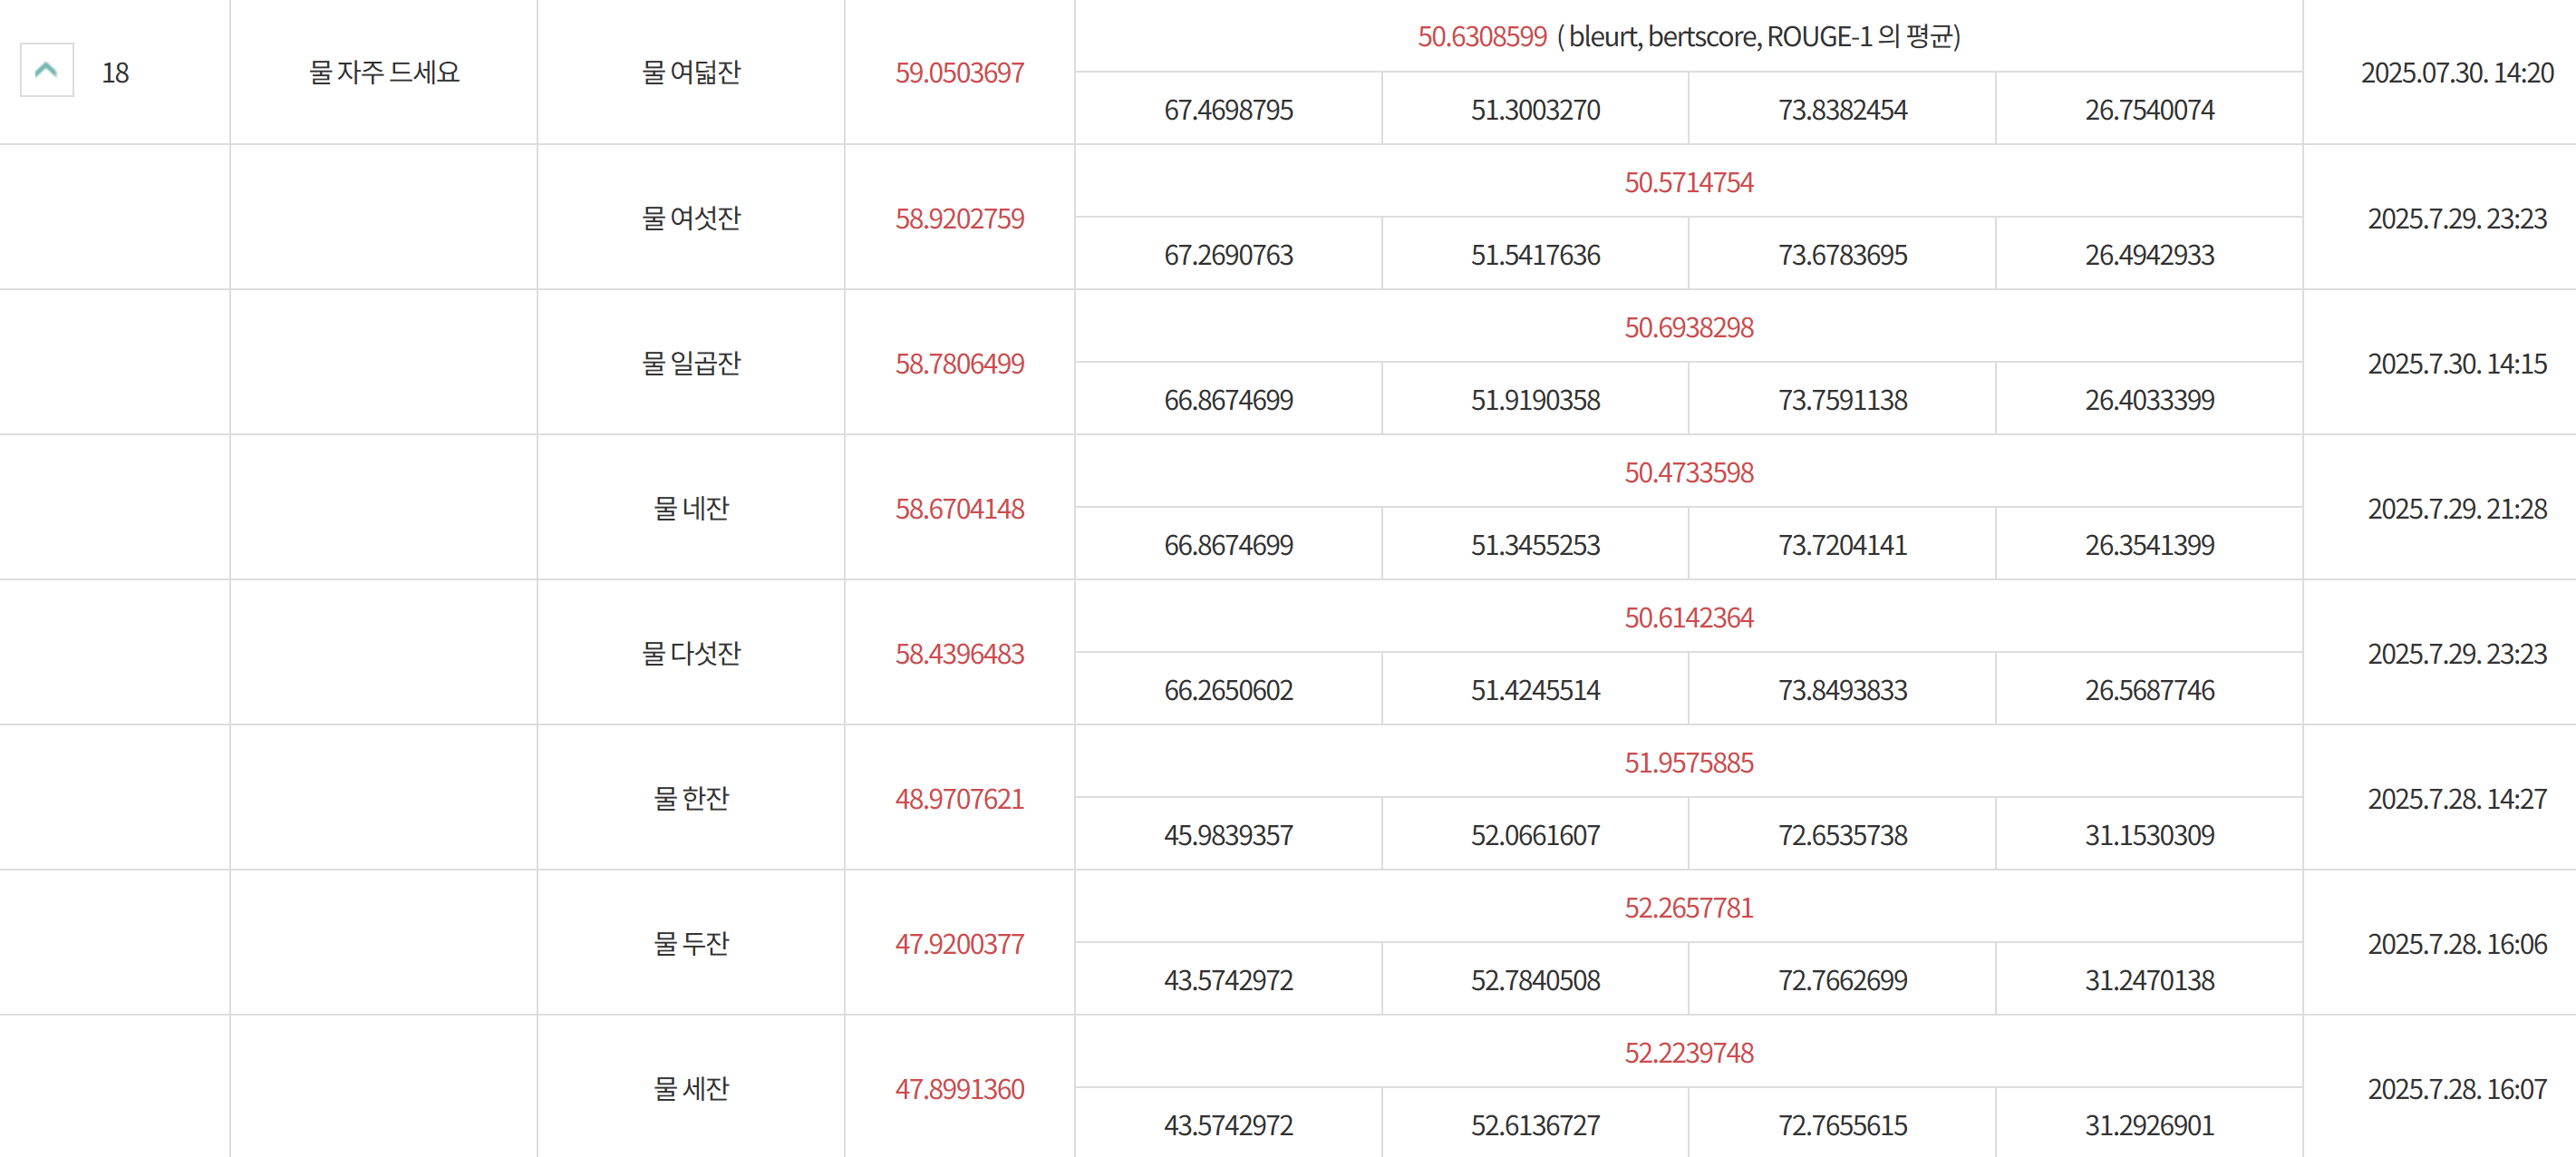 50.6308599 ( bleurt, bertscore, ROUGE-1 의 평균)
18 물 자주 드세요 물 여덟잔 59.0503697 2025.07.30. 14:20
67.4698795 51.3003270 73.8382454 26.7540074
50.5714754
물 여섯잔 58.9202759 2025.7.29. 23:23
67.2690763 51.5417636 73.6783695 26.4942933
50.6938298
물 일곱잔 58.7806499 2025.7.30. 14:15
66.8674699 51.9190358 73.7591138 26.4033399
50.4733598
물 네잔 58.6704148 2025.7.29. 21:28
66.8674699 51.3455253 73.7204141 26.3541399
50.6142364
물 다섯잔 58.4396483 2025.7.29. 23:23
66.2650602 51.4245514 73.8493833 26.5687746
51.9575885
물 한잔 48.9707621 2025.7.28. 14:27
45.9839357 52.0661607 72.6535738 31.1530309
52.2657781
물 두잔 47.9200377 2025.7.28. 16:06
43.5742972 52.7840508 72.7662699 31.2470138
52.2239748
물 세잔 47.8991360 2025.7.28. 16:07
43.5742972 52.6136727 72.7655615 31.2926901